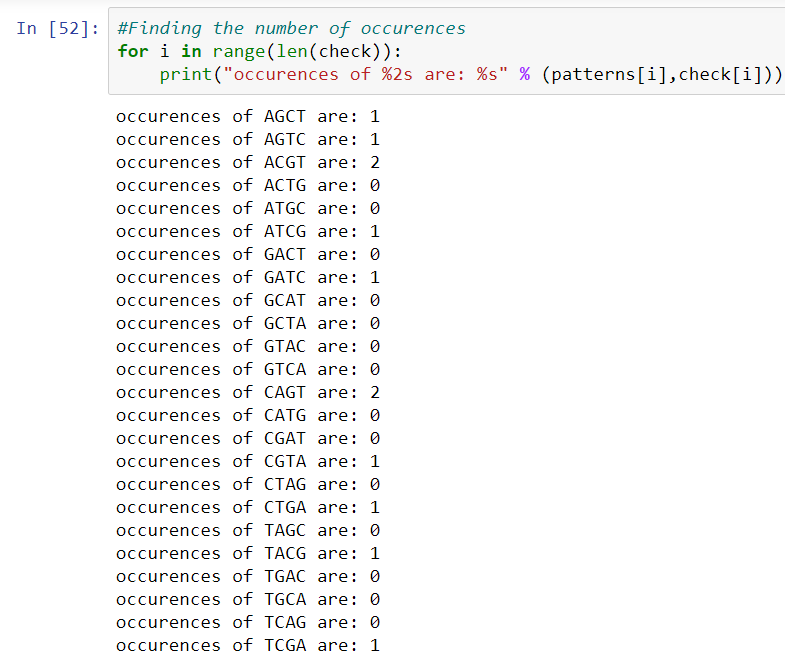 In [52]: #Finding the number of occurences
for i in range(len(check)):
    print("occurences of %2s are: %s" % (patterns[i],check[i]))
occurences of AGCT are: 1
occurences of AGTC are: 1
occurences of ACGT are: 2
occurences of ACTG are: 0
occurences of ATGC are: 0
occurences of ATCG are: 1
occurences of GACT are: 0
occurences of GATC are: 1
occurences of GCAT are: 0
occurences of GCTA are: 0
occurences of GTAC are: 0
occurences of GTCA are: 0
occurences of CAGT are: 2
occurences of CATG are: 0
occurences of CGAT are: 0
occurences of CGTA are: 1
occurences of CTAG are: 0
occurences of CTGA are: 1
occurences of TAGC are: 0
occurences of TACG are: 1
occurences of TGAC are: 0
occurences of TGCA are: 0
occurences of TCAG are: 0
occurences of TCGA are: 1